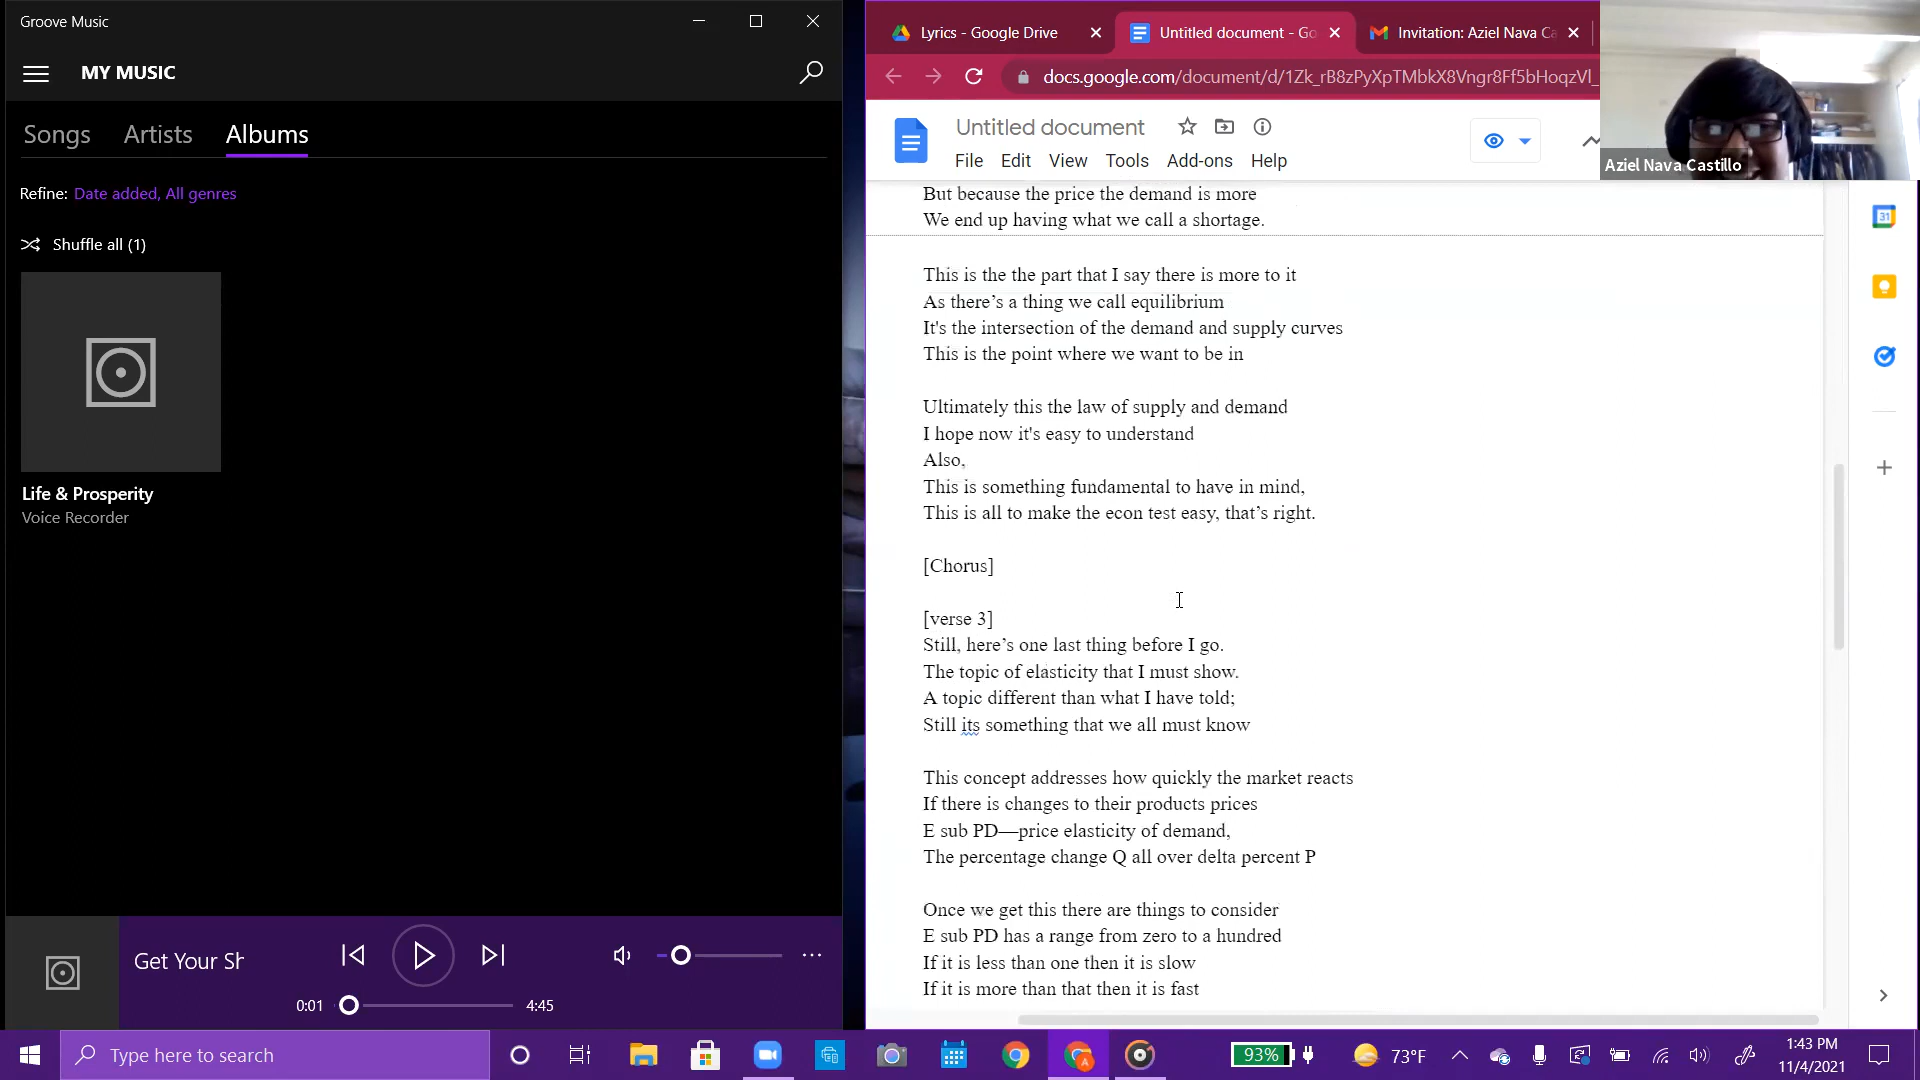 Groove Music
MY MUSIC
Songs Artists Albums
Refine: Date added, All genres
Shuffle all (1)
Life & Prosperity
Voice Recorder
Get Your Sh
0:01
4:45
Lyrics - Google Drive
Untitled document - Go
Invitation: Aziel Nava Ca
docs.google.com/document/d/1Zk_rB8zPyXpTMbkX8Vngr8Ff5bHoqzVl_
Untitled document
File Edit View Tools Add-ons Help
Aziel Nava Castillo
31
But because the price the demand is more
We end up having what we call a shortage.
This is the the part that I say there is more to it
As there’s a thing we call equilibrium
It's the intersection of the demand and supply curves
This is the point where we want to be in
Ultimately this the law of supply and demand
I hope now it's easy to understand
Also,
This is something fundamental to have in mind,
This is all to make the econ test easy, that’s right.
[Chorus]
[verse 3]
Still, here’s one last thing before I go.
The topic of elasticity that I must show.
A topic different than what I have told;
Still its something that we all must know
This concept addresses how quickly the market reacts
If there is changes to their products prices
E sub PD—price elasticity of demand,
The percentage change Q all over delta percent P
Once we get this there are things to consider
E sub PD has a range from zero to a hundred
If it is less than one then it is slow
If it is more than that then it is fast
Type here to search
A
93%
73°F
1:43 PM
11/4/2021